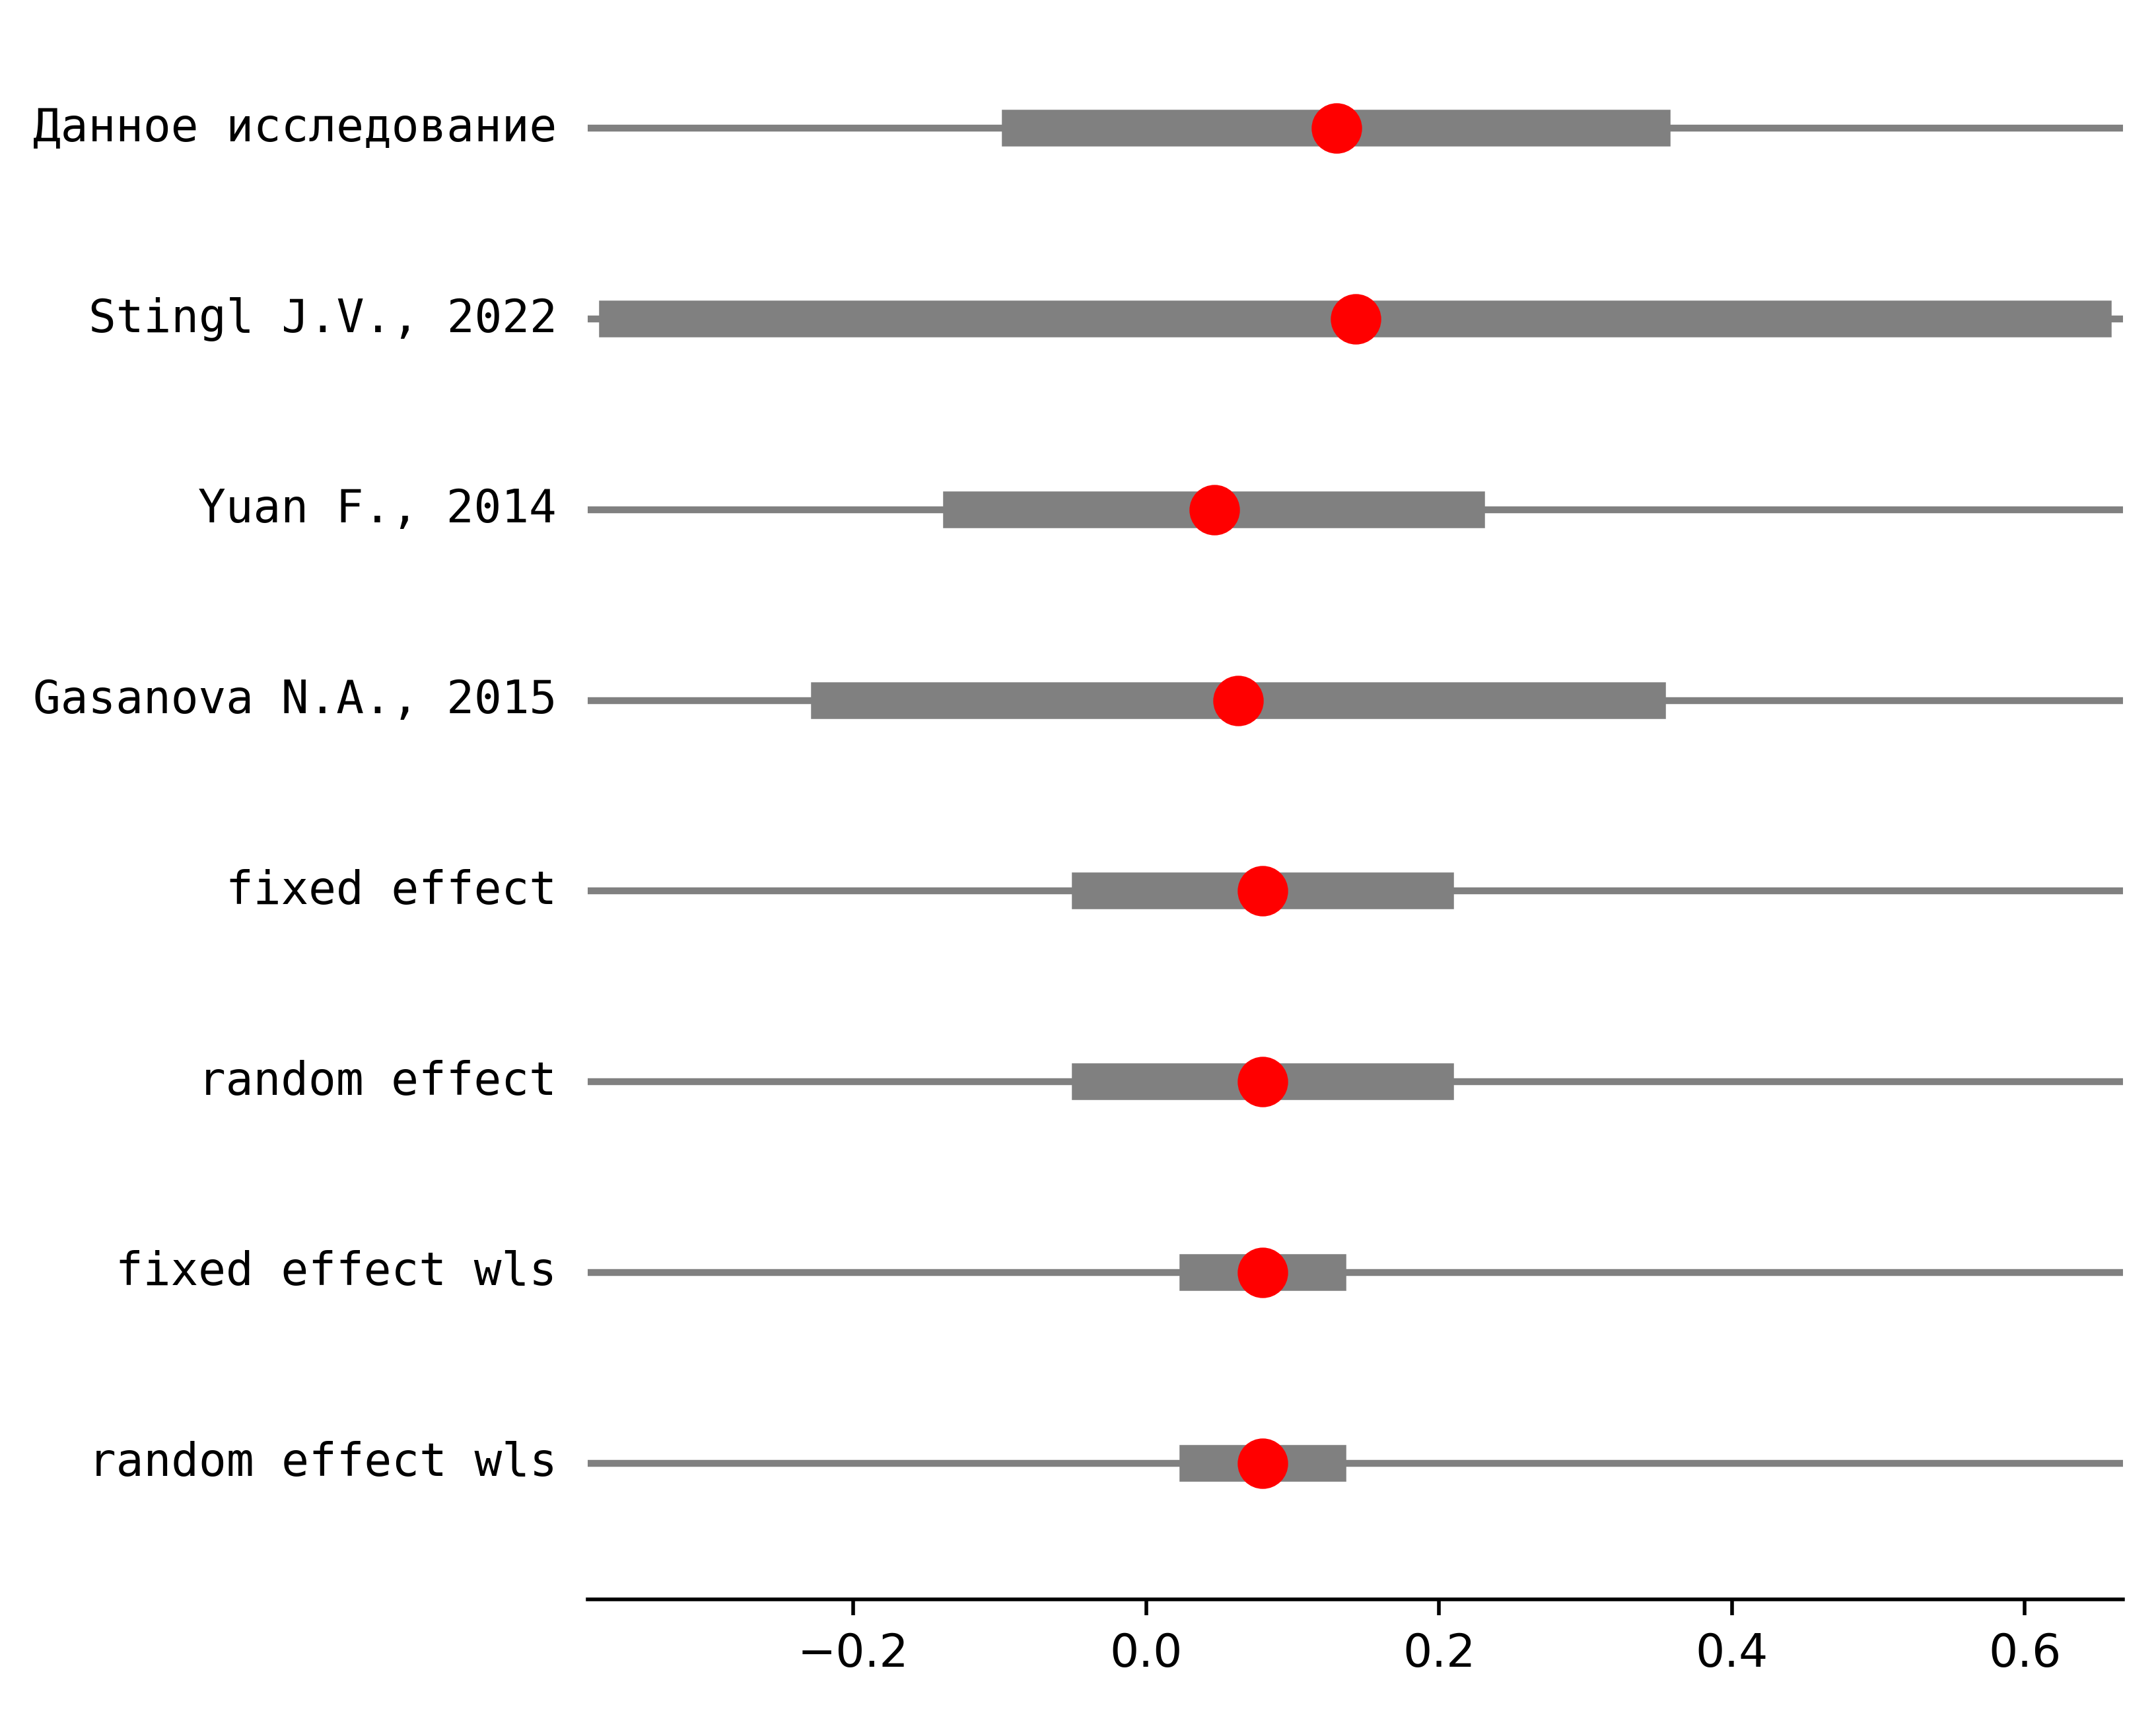 Данное исследование
Stingl J.V., 2022
Yuan F., 2014
Gasanova N.A., 2015
fixed effect
random effect
fixed effect wls
random effect wls
−0.2 0.0 0.2 0.4 0.6